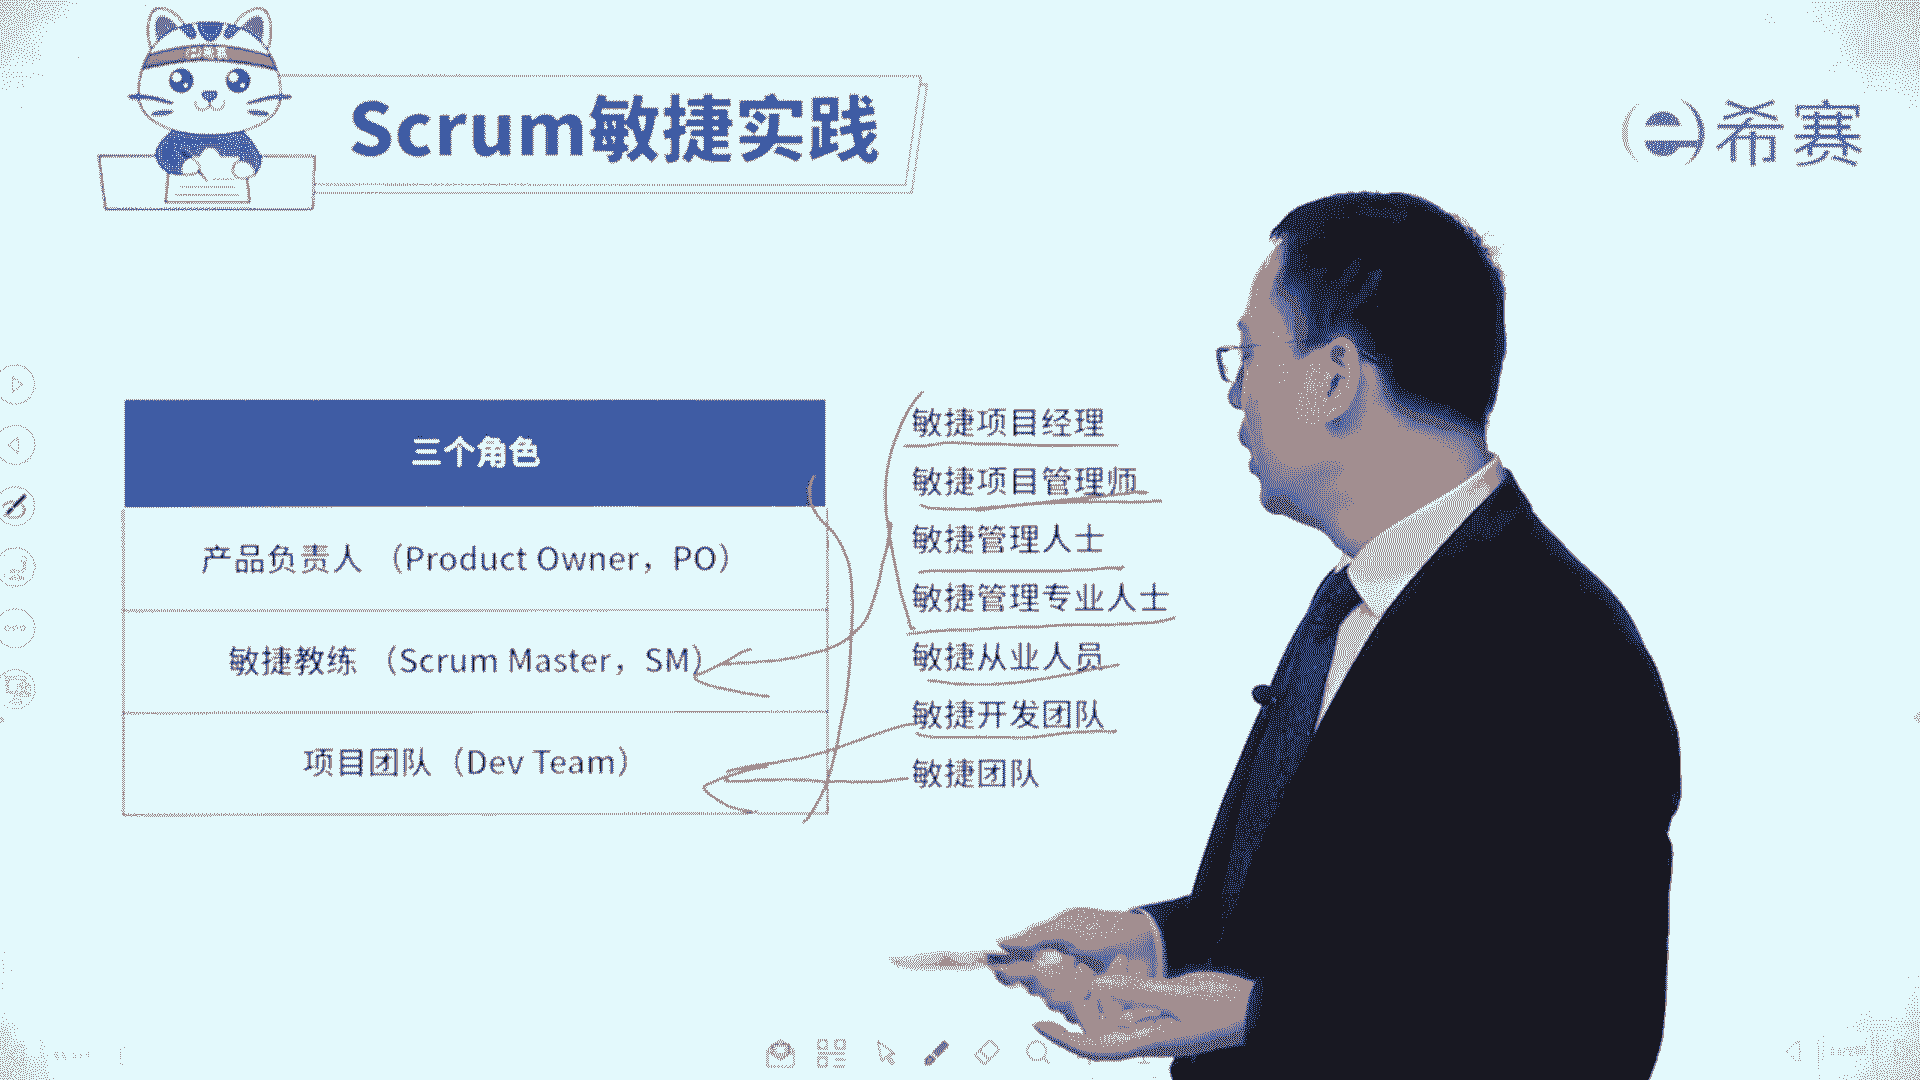 Scrum敏捷实践
希赛
三个角色
产品负责人 （Product Owner，PO）
敏捷教练 （Scrum Master，SM）
项目团队（Dev Team）
敏捷项目经理
敏捷项目管理师
敏捷管理人士
敏捷管理专业人士
敏捷从业人员
敏捷开发团队
敏捷团队